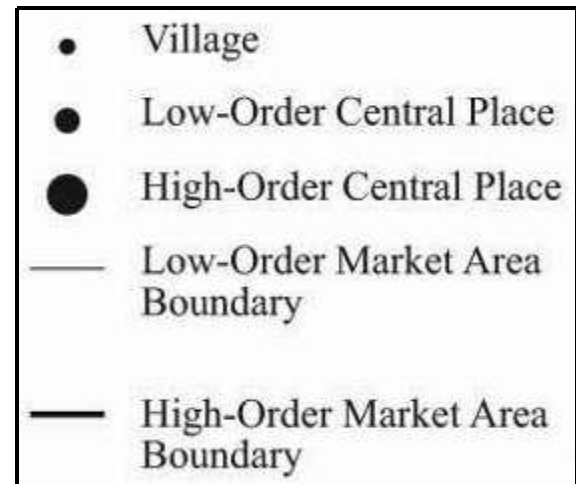 Village
Low-Order Central Place
High-Order Central Place
Low-Order Market Area
Boundary
High-Order Market Area
Boundary